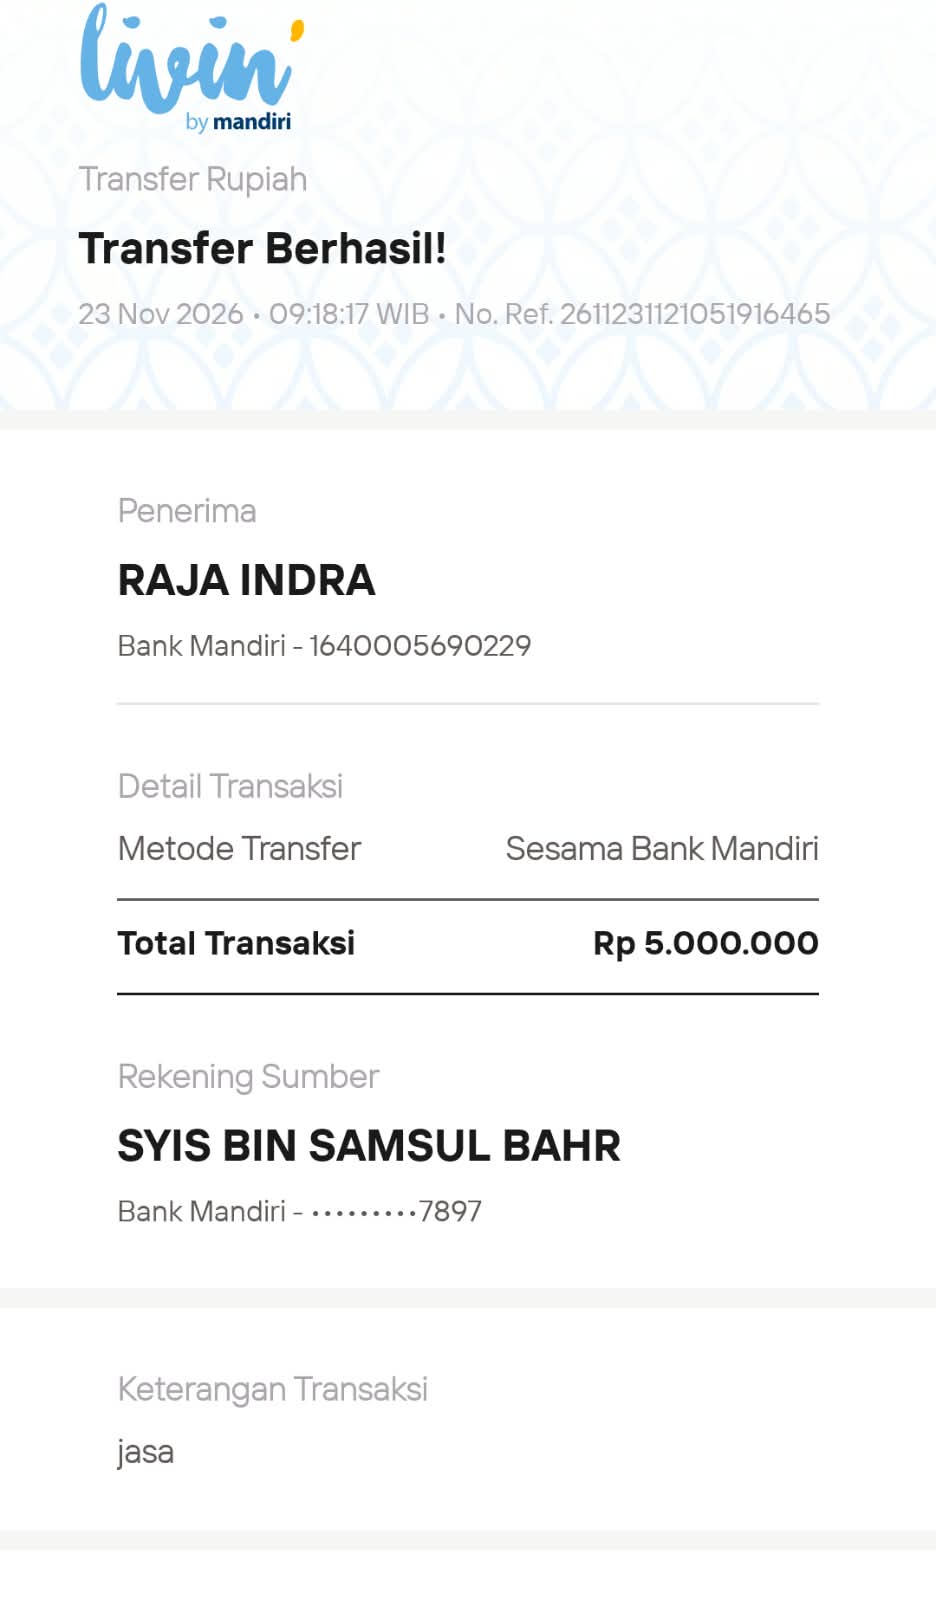 livin'
by mandiri
Transfer Rupiah
Transfer Berhasil!
23 Nov 2026 • 09:18:17 WIB • No. Ref. 2611231121051916465
Penerima
RAJA INDRA
Bank Mandiri - 1640005690229
Detail Transaksi
Metode Transfer Sesama Bank Mandiri
Total Transaksi Rp 5.000.000
Rekening Sumber
SYIS BIN SAMSUL BAHR
Bank Mandiri - •••••••••7897
Keterangan Transaksi
jasa